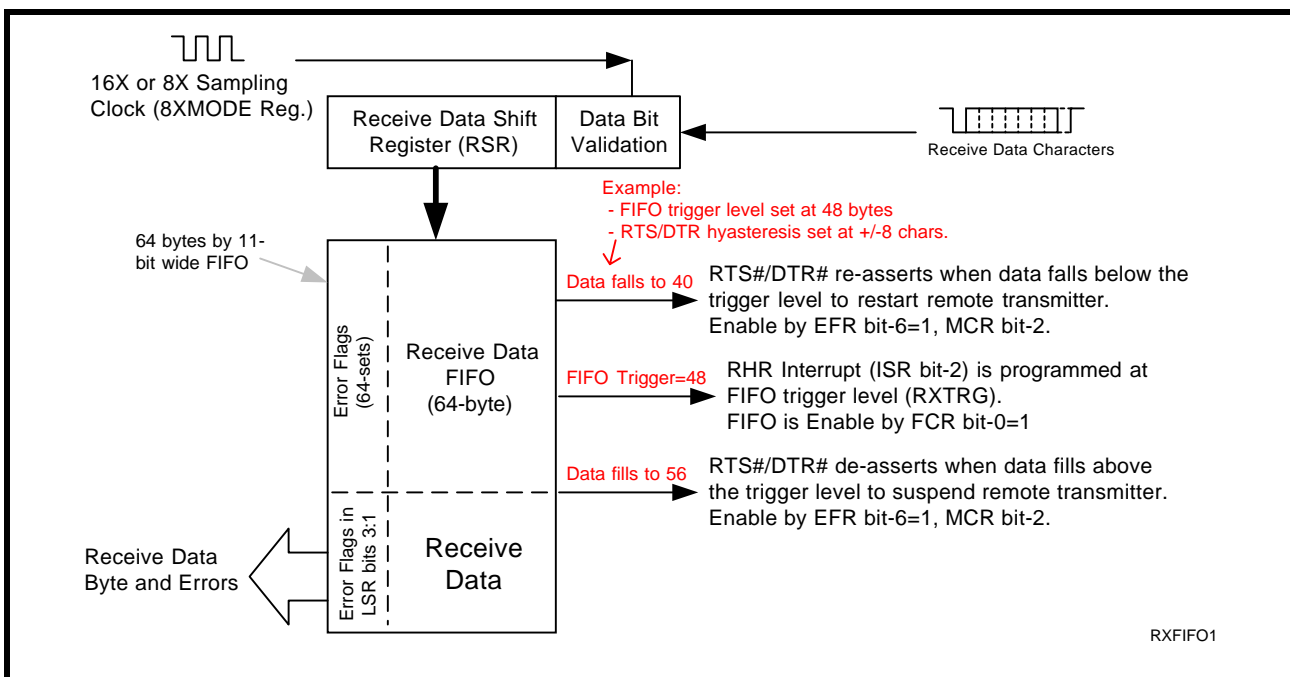 16X or 8X Sampling
Clock (8XMODE Reg.)
Receive Data Shift
Register (RSR)
Data Bit
Validation
Receive Data Characters
Example:
- FIFO trigger level set at 48 bytes
- RTS/DTR hyasteresis set at +/-8 chars.
64 bytes by 11-
bit wide FIFO
Error Flags
(64-sets)
Receive Data
FIFO
(64-byte)
Data falls to 40
RTS#/DTR# re-asserts when data falls below the
trigger level to restart remote transmitter.
Enable by EFR bit-6=1, MCR bit-2.
FIFO Trigger=48
RHR Interrupt (ISR bit-2) is programmed at
FIFO trigger level (RXTRG).
FIFO is Enable by FCR bit-0=1
Data fills to 56
RTS#/DTR# de-asserts when data fills above
the trigger level to suspend remote transmitter.
Enable by EFR bit-6=1, MCR bit-2.
Error Flags in
LSR bits 3:1
Receive
Data
Receive Data
Byte and Errors
RXFIFO1